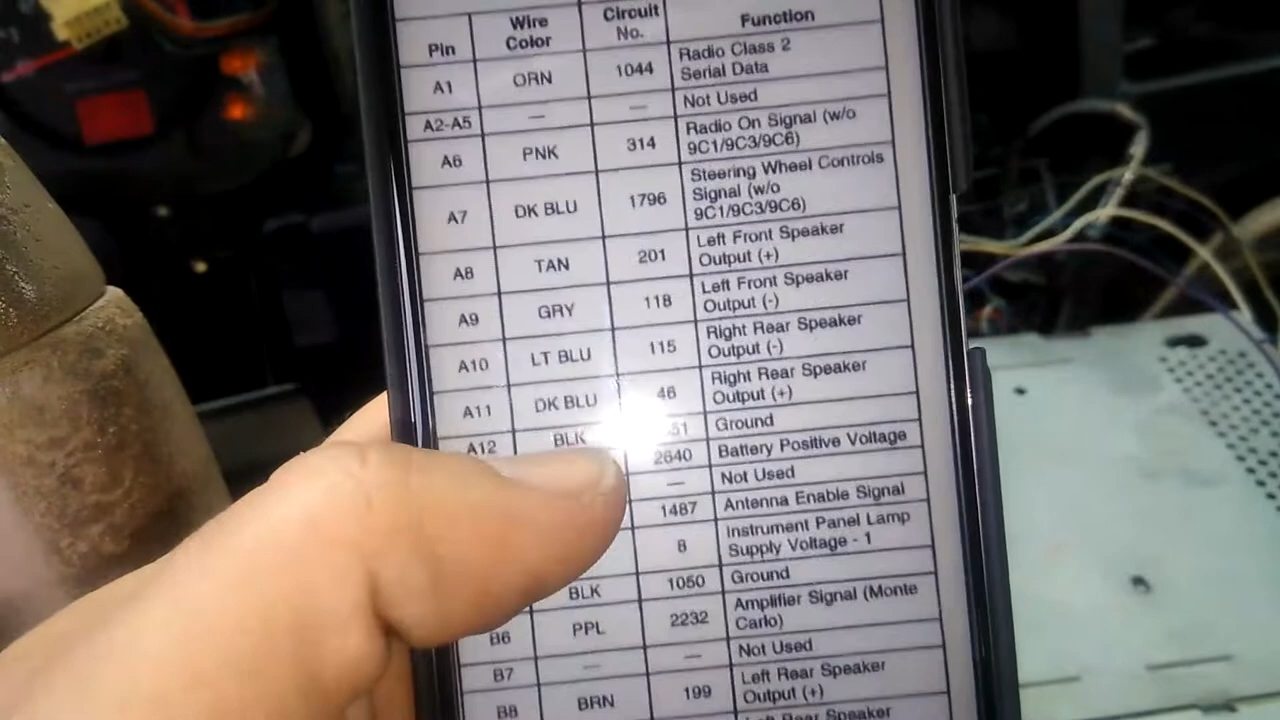 Pin Wire Color Circuit No. Function
A1 ORN 1044 Radio Class 2
Serial Data
A2-A5 — — Not Used
A6 PNK 314 Radio On Signal (w/o
9C1/9C3/9C6)
A7 DK BLU 1796 Steering Wheel Controls
Signal (w/o
9C1/9C3/9C6)
A8 TAN 201 Left Front Speaker
Output (+)
A9 GRY 118 Left Front Speaker
Output (-)
A10 LT BLU 115 Right Rear Speaker
Output (-)
A11 DK BLU 46 Right Rear Speaker
Output (+)
A12 BLK 51 Ground
2640 Battery Positive Voltage
— Not Used
1487 Antenna Enable Signal
8 Instrument Panel Lamp
Supply Voltage - 1
BLK 1050 Ground
B6 PPL 2232 Amplifier Signal (Monte
Carlo)
B7 — — Not Used
B8 BRN 199 Left Rear Speaker
Output (+)
Left Rear Speaker